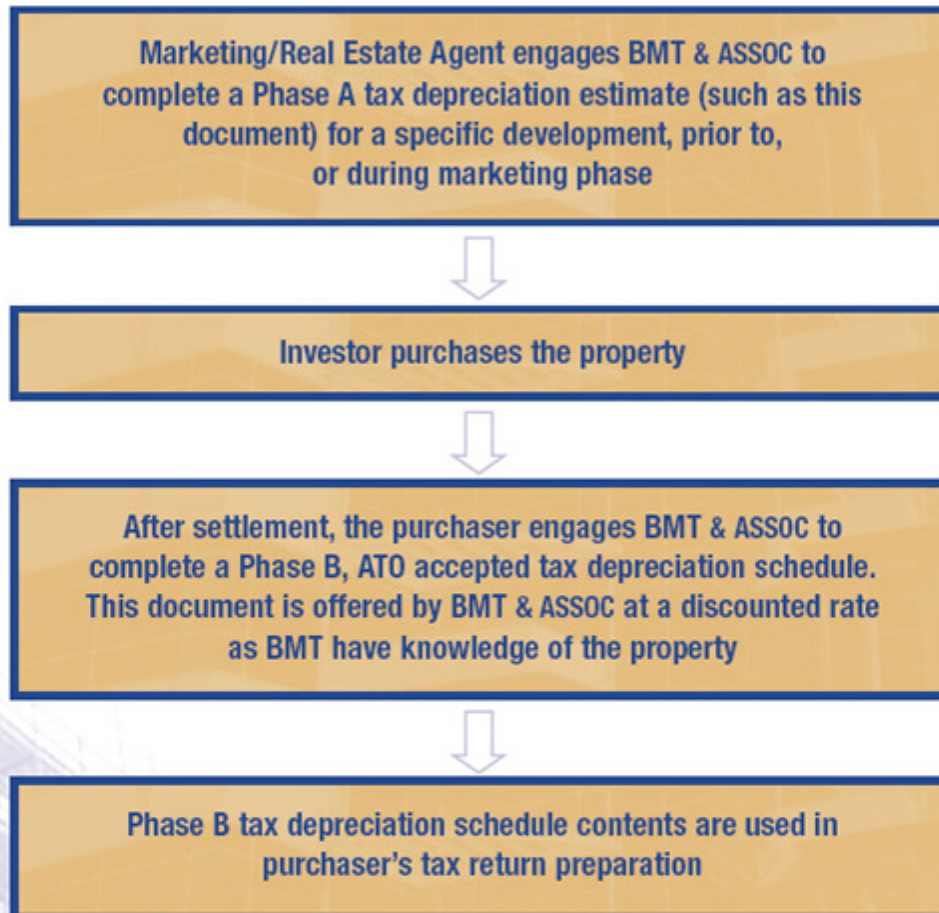 Marketing/Real Estate Agent engages BMT & ASSOC to
complete a Phase A tax depreciation estimate (such as this
document) for a specific development, prior to,
or during marketing phase
Investor purchases the property
After settlement, the purchaser engages BMT & ASSOC to
complete a Phase B, ATO accepted tax depreciation schedule.
This document is offered by BMT & ASSOC at a discounted rate
as BMT have knowledge of the property
Phase B tax depreciation schedule contents are used in
purchaser's tax return preparation